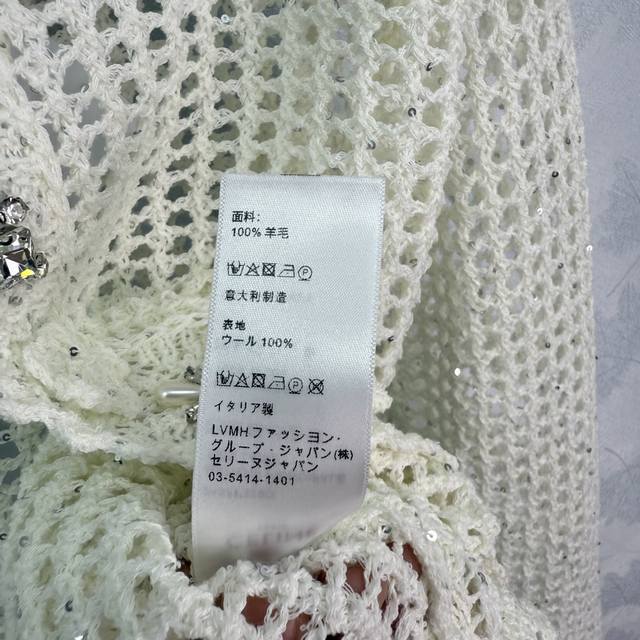 面料:
100% 羊毛
意大利制造
表地
ウール 100%
イタリア製
LVMHファッション・
グループ・ジャパン(株)
セリーヌジャパン
03-5414-1401